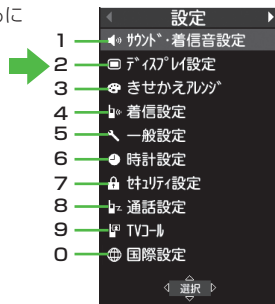 らに
設定
1 サウンド・着信音設定
2 ディスプレイ設定
3 きせかえアレンジ
4 着信設定
5 一般設定
6 時計設定
7 セキュリティ設定
8 通話設定
9 TVコール
0 国際設定
選択